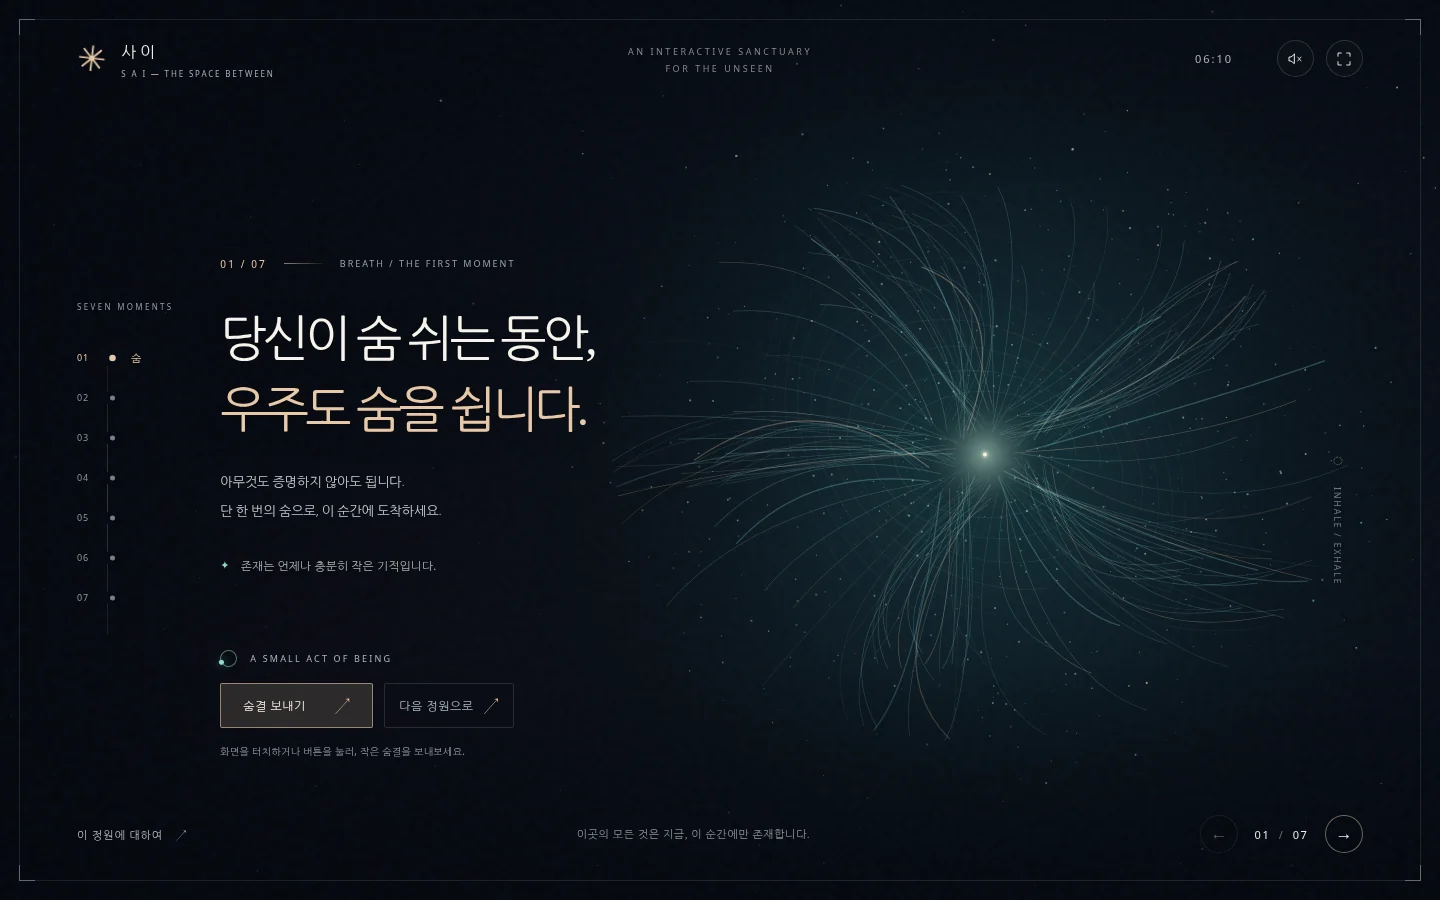 사이
S A I — THE SPACE BETWEEN
AN INTERACTIVE SANCTUARY
FOR THE UNSEEN
06:10
01 / 07
BREATH / THE FIRST MOMENT
당신이 숨 쉬는 동안,
우주도 숨을 쉽니다.
아무것도 증명하지 않아도 됩니다.
단 한 번의 숨으로, 이 순간에 도착하세요.
✦ 존재는 언제나 충분히 작은 기적입니다.
A SMALL ACT OF BEING
숨결 보내기 ↗
다음 정원으로 ↗
화면을 터치하거나 버튼을 눌러, 작은 숨결을 보내보세요.
SEVEN MOMENTS
01 숨
02
03
04
05
06
07
INHALE / EXHALE
이 정원에 대하여 ↗
이곳의 모든 것은 지금, 이 순간에만 존재합니다.
← 01 / 07 →